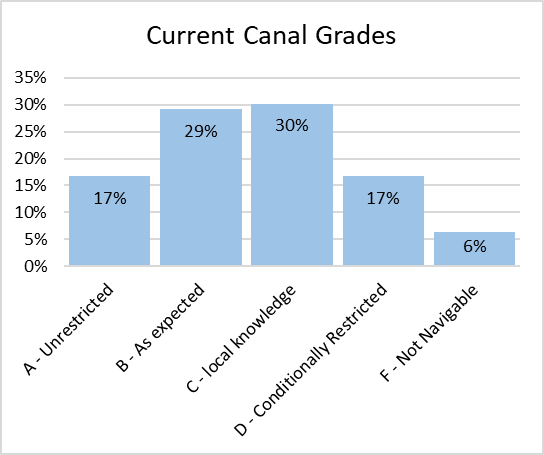 Current Canal Grades
35%
30%
25%
20%
15%
10%
5%
0%
17%
29%
30%
17%
6%
A - Unrestricted
B - As expected
C - local knowledge
D - Conditionally Restricted
F - Not Navigable